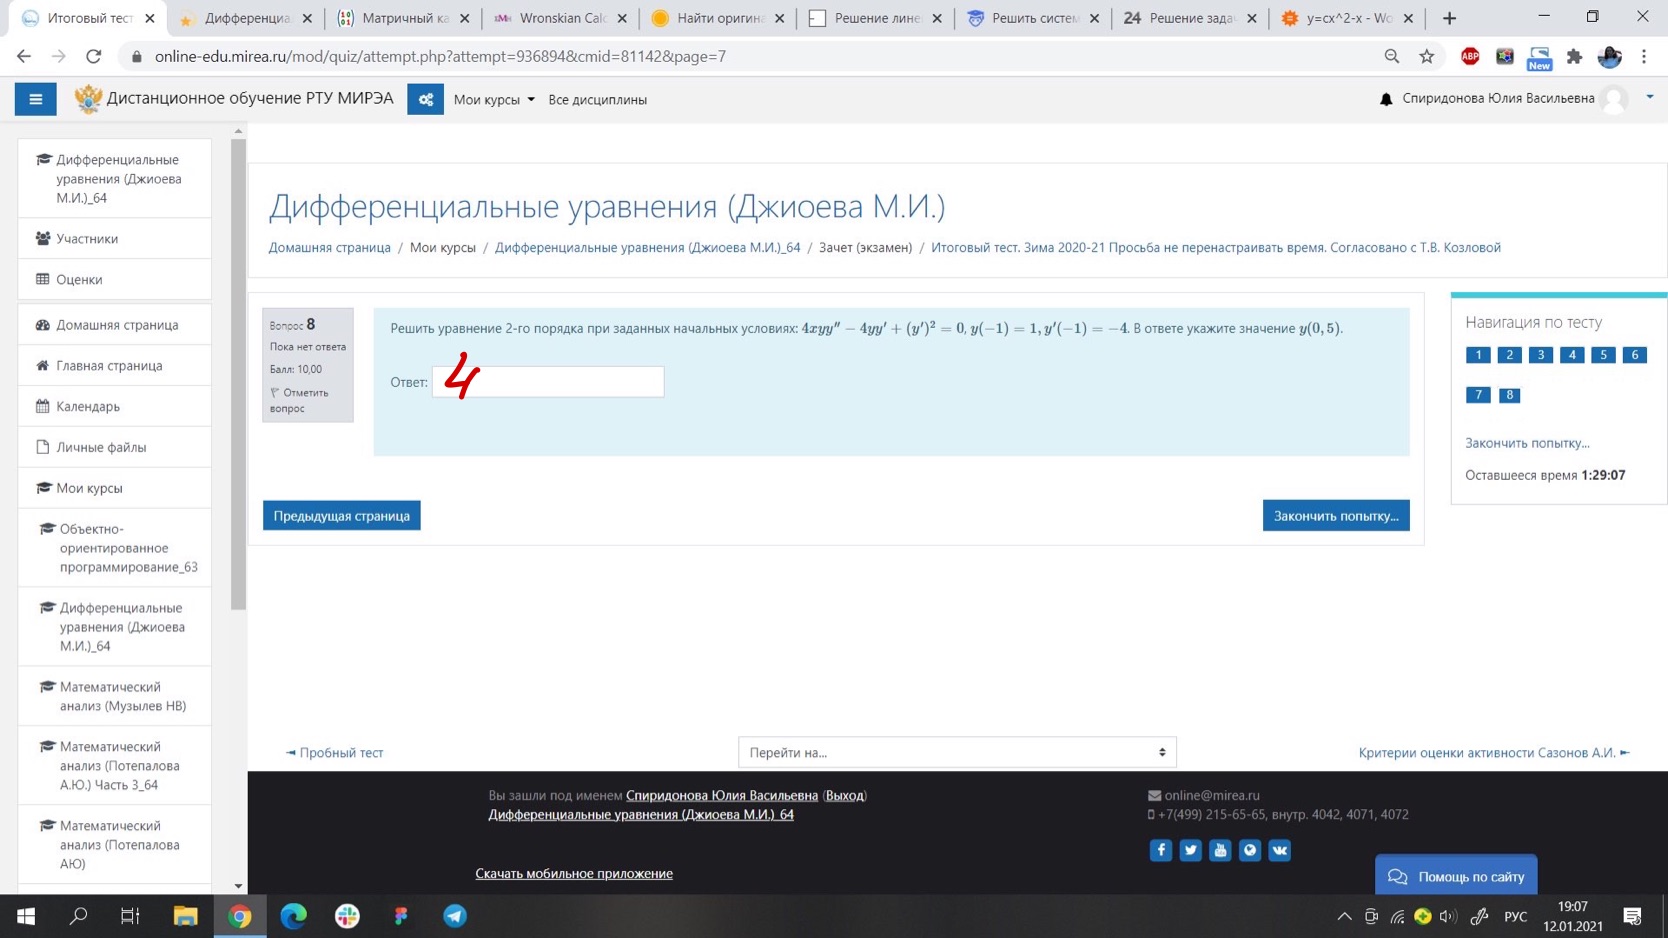 Итоговый тест
Дифференциа
Матричный ка
Wronskian Calc
Найти оригина
Решение лине
Решить систем
24 Решение зада
y=cx^2-x - Wo
online-edu.mirea.ru/mod/quiz/attempt.php?attempt=936894&cmid=81142&page=7
ABP
New
Дистанционное обучение РТУ МИРЭА
Мои курсы
Все дисциплины
Спиридонова Юлия Васильевна
Дифференциальные
уравнения (Джиоева
М.И.)_64
Участники
Оценки
Домашняя страница
Главная страница
Календарь
Личные файлы
Мои курсы
Объектно-
ориентированное
программирование_63
Дифференциальные
уравнения (Джиоева
М.И.)_64
Математический
анализ (Музылев НВ)
Математический
анализ (Потепалова
А.Ю.) Часть 3_64
Математический
анализ (Потепалова
АЮ)
Дифференциальные уравнения (Джиоева М.И.)
Домашняя страница / Мои курсы / Дифференциальные уравнения (Джиоева М.И.)_64 / Зачет (экзамен) / Итоговый тест. Зима 2020-21 Просьба не перенастраивать время. Согласовано с Т.В. Козловой
Вопрос 8
Пока нет ответа
Балл: 10,00
Отметить
вопрос
Решить уравнение 2-го порядка при заданных начальных условиях: 4xyy″ − 4yy′ + (y′)² = 0, y(−1) = 1, y′(−1) = −4. В ответе укажите значение y(0,5).
Ответ: 4
Предыдущая страница
Закончить попытку...
Навигация по тесту
1 2 3 4 5 6
7 8
Закончить попытку...
Оставшееся время 1:29:07
◄ Пробный тест
Перейти на...
Критерии оценки активности Сазонов А.И. ►
Вы зашли под именем Спиридонова Юлия Васильевна (Выход)
Дифференциальные уравнения (Джиоева М.И.)_64
Скачать мобильное приложение
online@mirea.ru
+7(499) 215-65-65, внутр. 4042, 4071, 4072
Помощь по сайту
РУС
19:07
12.01.2021